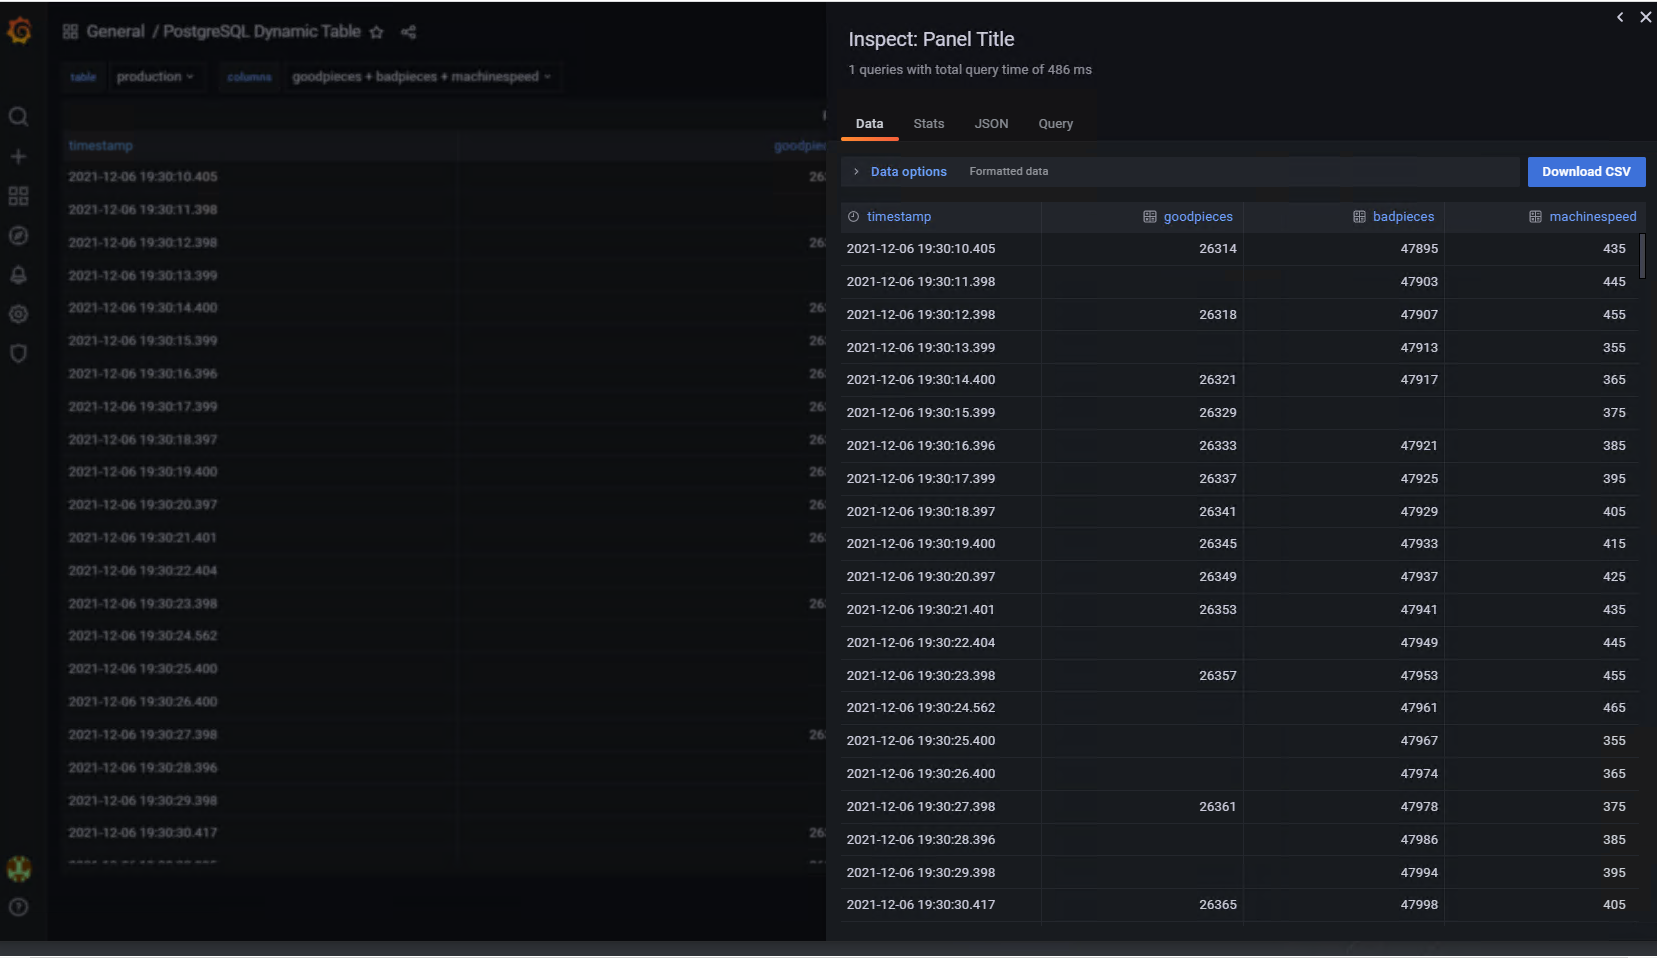 General / PostgreSQL Dynamic Table
table production columns goodpieces + badpieces + machinespeed
timestamp
2021-12-06 19:30:10.405 26
2021-12-06 19:30:11.398
2021-12-06 19:30:12.398 26
2021-12-06 19:30:13.399
2021-12-06 19:30:14.400 26
2021-12-06 19:30:15.399 26
2021-12-06 19:30:16.396 26
2021-12-06 19:30:17.399 26
2021-12-06 19:30:18.397 26
2021-12-06 19:30:19.400 26
2021-12-06 19:30:20.397 26
2021-12-06 19:30:21.401 26
2021-12-06 19:30:22.404
2021-12-06 19:30:23.398 26
2021-12-06 19:30:24.562
2021-12-06 19:30:25.400
2021-12-06 19:30:26.400
2021-12-06 19:30:27.398 26
2021-12-06 19:30:28.396
2021-12-06 19:30:29.398
2021-12-06 19:30:30.417 26
Inspect: Panel Title
1 queries with total query time of 486 ms
Data Stats JSON Query
Data options Formatted data Download CSV
timestamp goodpieces badpieces machinespeed
2021-12-06 19:30:10.405 26314 47895 435
2021-12-06 19:30:11.398 47903 445
2021-12-06 19:30:12.398 26318 47907 455
2021-12-06 19:30:13.399 47913 355
2021-12-06 19:30:14.400 26321 47917 365
2021-12-06 19:30:15.399 26329 375
2021-12-06 19:30:16.396 26333 47921 385
2021-12-06 19:30:17.399 26337 47925 395
2021-12-06 19:30:18.397 26341 47929 405
2021-12-06 19:30:19.400 26345 47933 415
2021-12-06 19:30:20.397 26349 47937 425
2021-12-06 19:30:21.401 26353 47941 435
2021-12-06 19:30:22.404 47949 445
2021-12-06 19:30:23.398 26357 47953 455
2021-12-06 19:30:24.562 47961 465
2021-12-06 19:30:25.400 47967 355
2021-12-06 19:30:26.400 47974 365
2021-12-06 19:30:27.398 26361 47978 375
2021-12-06 19:30:28.396 47986 385
2021-12-06 19:30:29.398 47994 395
2021-12-06 19:30:30.417 26365 47998 405